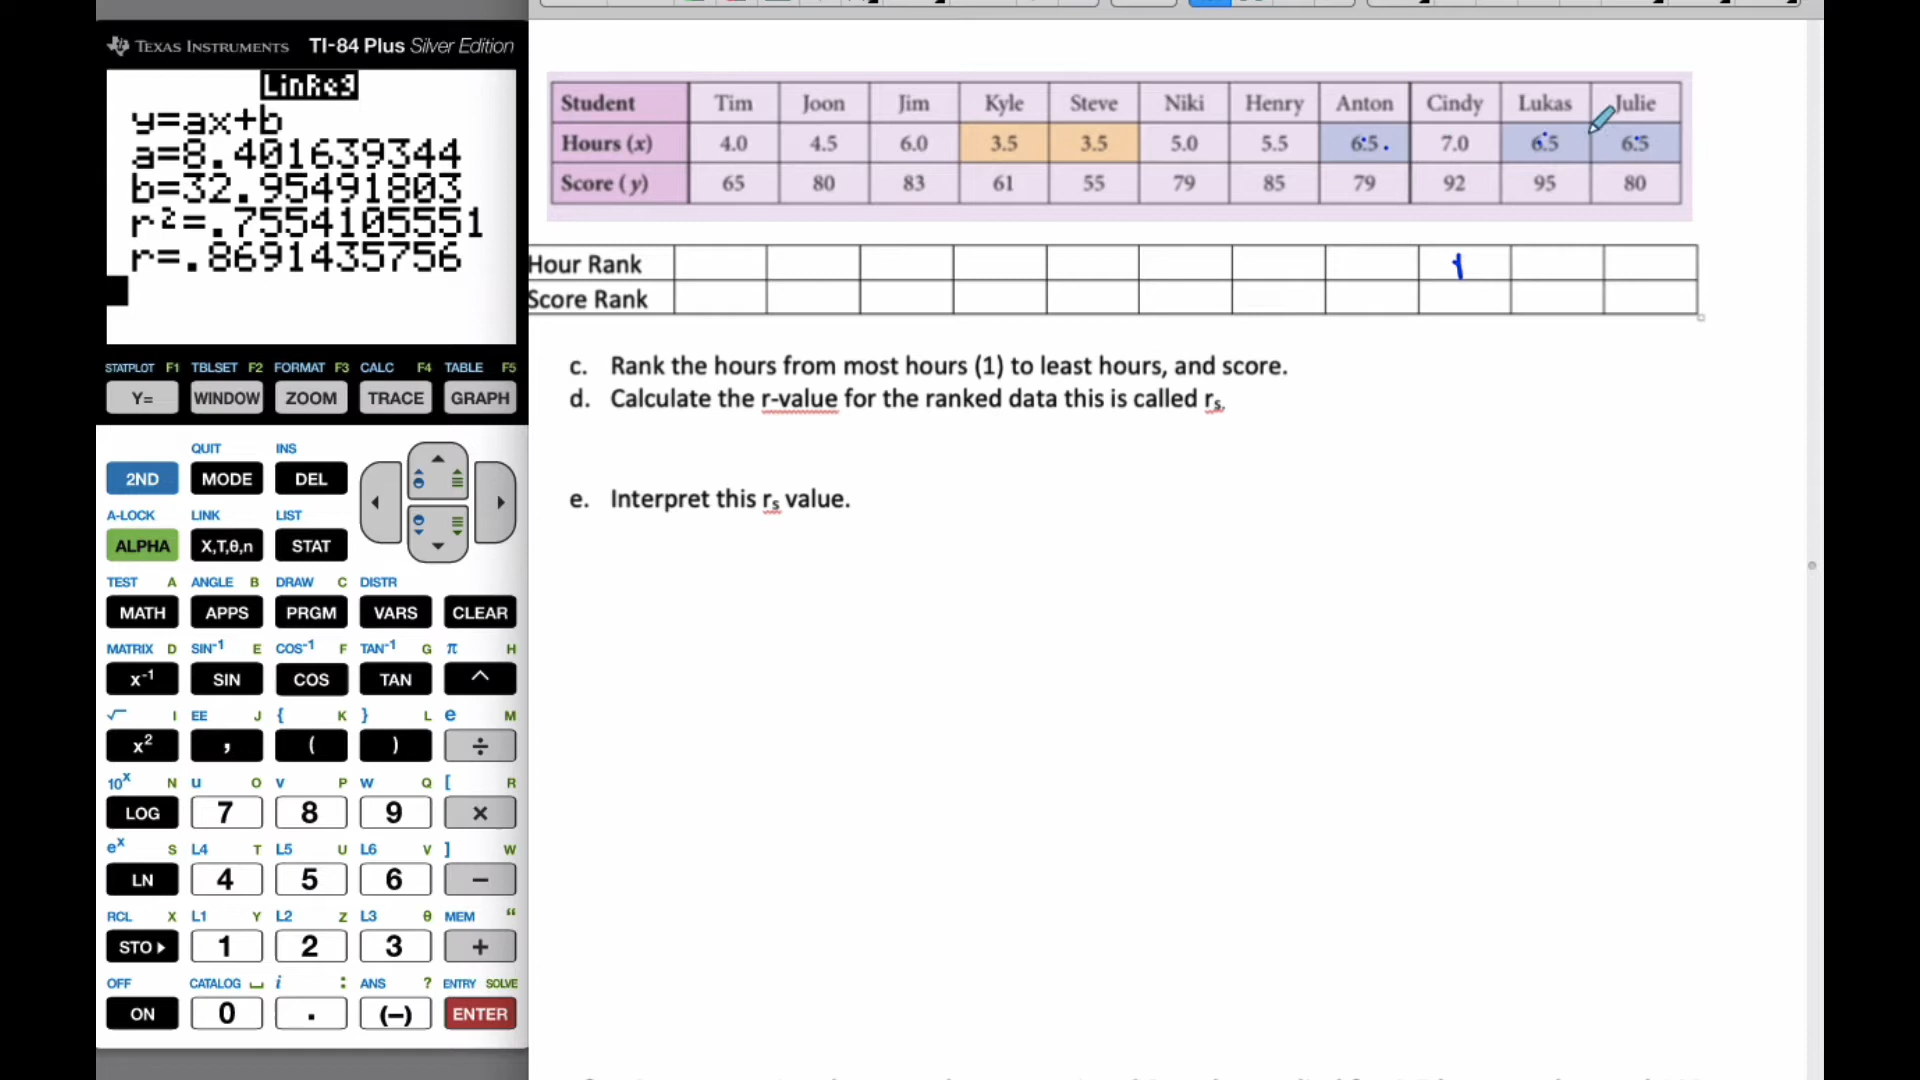 TEXAS INSTRUMENTS TI-84 Plus Silver Edition
LinReg
y=ax+b
a=8.401639344
b=32.95491803
r²=.7554105551
r=.8691435756
STATPLOT F1 TBLSET F2 FORMAT F3 CALC F4 TABLE F5
Y= WINDOW ZOOM TRACE GRAPH
QUIT INS
2ND MODE DEL
A-LOCK LINK LIST
ALPHA X,T,θ,n STAT
TEST A ANGLE B DRAW C DISTR
MATH APPS PRGM VARS CLEAR
MATRIX D SIN⁻¹ E COS⁻¹ F TAN⁻¹ G π H
x⁻¹ SIN COS TAN ^
√ I EE J { K } L e M
x² , ( ) ÷
10ˣ N u O v P w Q [ R
LOG 7 8 9 ×
eˣ S L4 T L5 U L6 V ] W
LN 4 5 6 −
RCL X L1 Y L2 Z L3 θ MEM "
STO▸ 1 2 3 +
OFF CATALOG ⎵ i : ANS ? ENTRY SOLVE
ON 0 . (−) ENTER
Student Tim Joon Jim Kyle Steve Niki Henry Anton Cindy Lukas Julie
Hours (x) 4.0 4.5 6.0 3.5 3.5 5.0 5.5 6.5 7.0 6.5 6.5
Score (y) 65 80 83 61 55 79 85 79 92 95 80
Hour Rank 1
Score Rank
c. Rank the hours from most hours (1) to least hours, and score.
d. Calculate the r-value for the ranked data this is called rₛ.
e. Interpret this rₛ value.